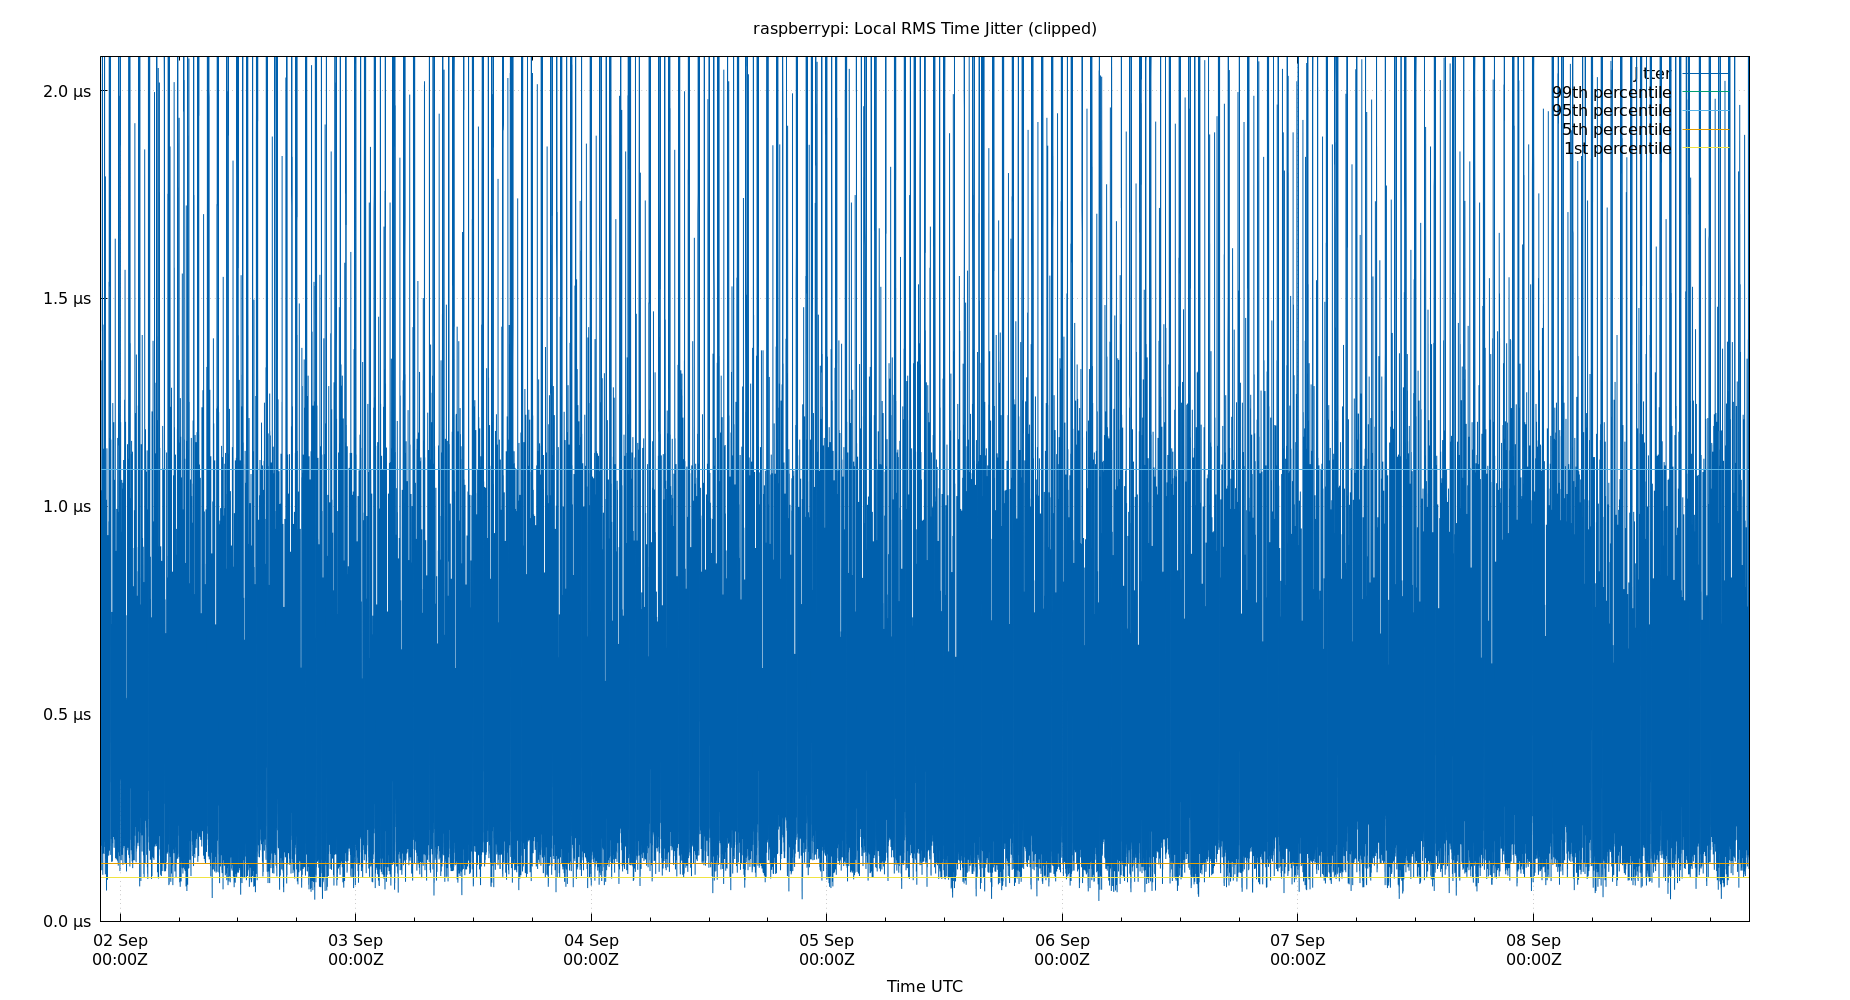 raspberrypi: Local RMS Time Jitter (clipped)
2.0 µs
1.5 µs
1.0 µs
0.5 µs
0.0 µs
jitter
99th percentile
95th percentile
5th percentile
1st percentile
02 Sep 03 Sep 04 Sep 05 Sep 06 Sep 07 Sep 08 Sep
00:00Z 00:00Z 00:00Z 00:00Z 00:00Z 00:00Z 00:00Z
Time UTC